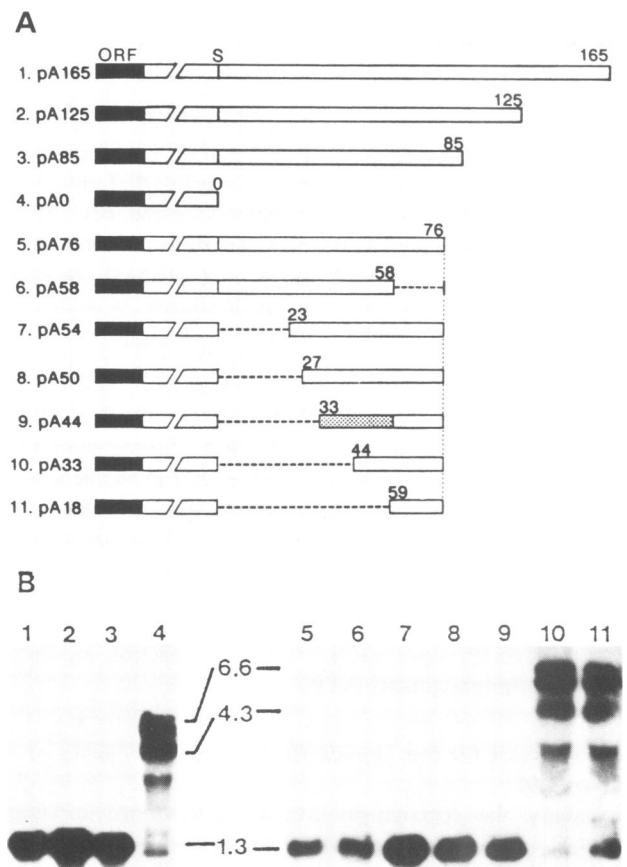 A
ORF S 165
1. pA165
125
2. pA125
85
3. pA85
0
4. pA0
76
5. pA76
58
6. pA58
23
7. pA54
27
8. pA50
33
9. pA44
44
10. pA33
59
11. pA18
B
1 2 3 4 5 6 7 8 9 10 11
6.6
4.3
1.3